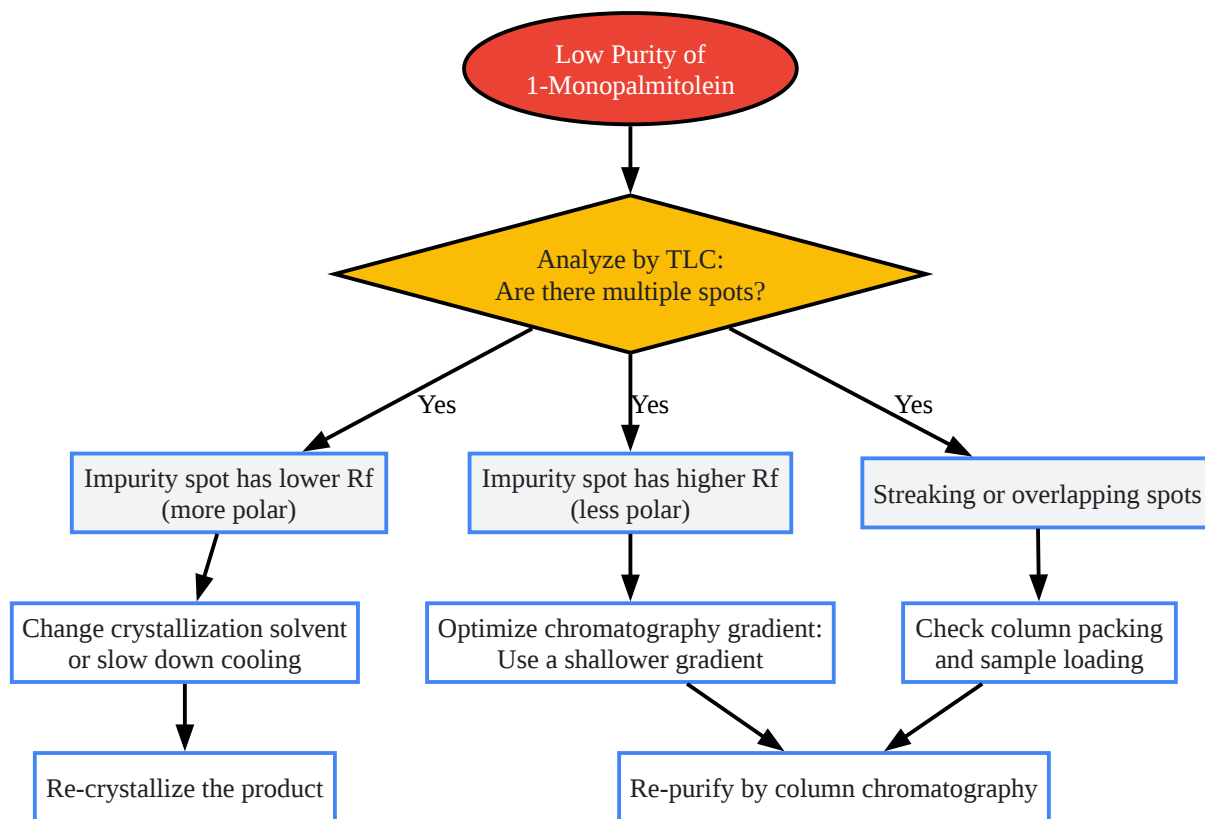 Low Purity of
1-Monopalmitolein
Analyze by TLC:
Are there multiple spots?
Yes
Yes
Yes
Impurity spot has lower Rf
(more polar)
Impurity spot has higher Rf
(less polar)
Streaking or overlapping spots
Change crystallization solvent
or slow down cooling
Optimize chromatography gradient:
Use a shallower gradient
Check column packing
and sample loading
Re-crystallize the product
Re-purify by column chromatography